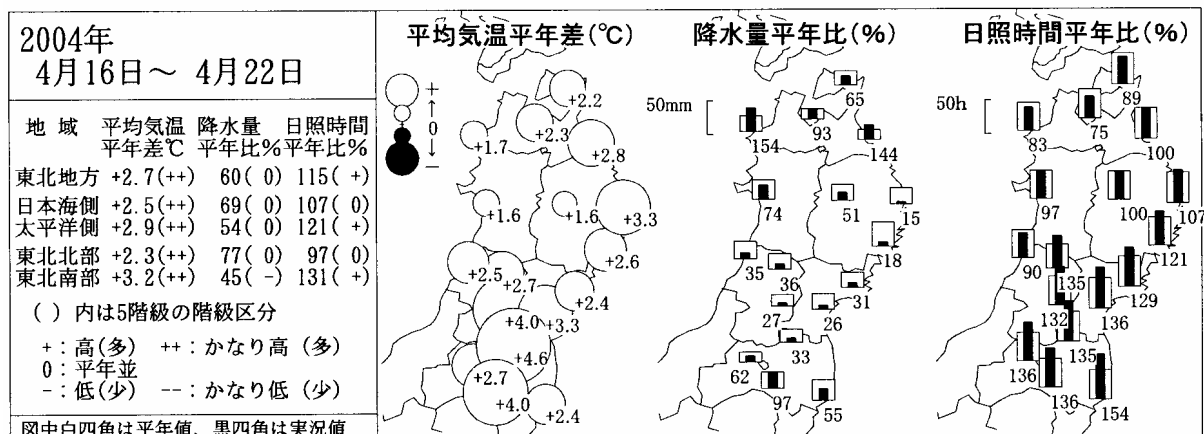 2004年
4月16日～ 4月22日
地 域 平均気温 降水量 日照時間
平年差℃ 平年比% 平年比%
東北地方 +2.7(++) 60( 0) 115( +)
日本海側 +2.5(++) 69( 0) 107( 0)
太平洋側 +2.9(++) 54( 0) 121( +)
東北北部 +2.3(++) 77( 0) 97( 0)
東北南部 +3.2(++) 45( -) 131( +)
( ) 内は5階級の階級区分
+：高(多) ++：かなり高 (多)
0：平年並
-：低(少) --：かなり低 (少)
図中白四角は平年値、黒四角は実況値
平均気温平年差(℃)
+
↑
0
↓
-
+2.2
+2.3
+1.7
+2.8
+1.6
+1.6
+3.3
+2.6
+2.5
+2.7
+2.4
+4.0
+3.3
+4.6
+2.7
+4.0
+2.4
降水量平年比(%)
50mm
65
93
154
144
74
51
15
18
35
36
31
27
26
33
62
97
55
日照時間平年比(%)
50h
89
75
83
100
97
100
107
121
90
135
129
132
136
135
136
136
154